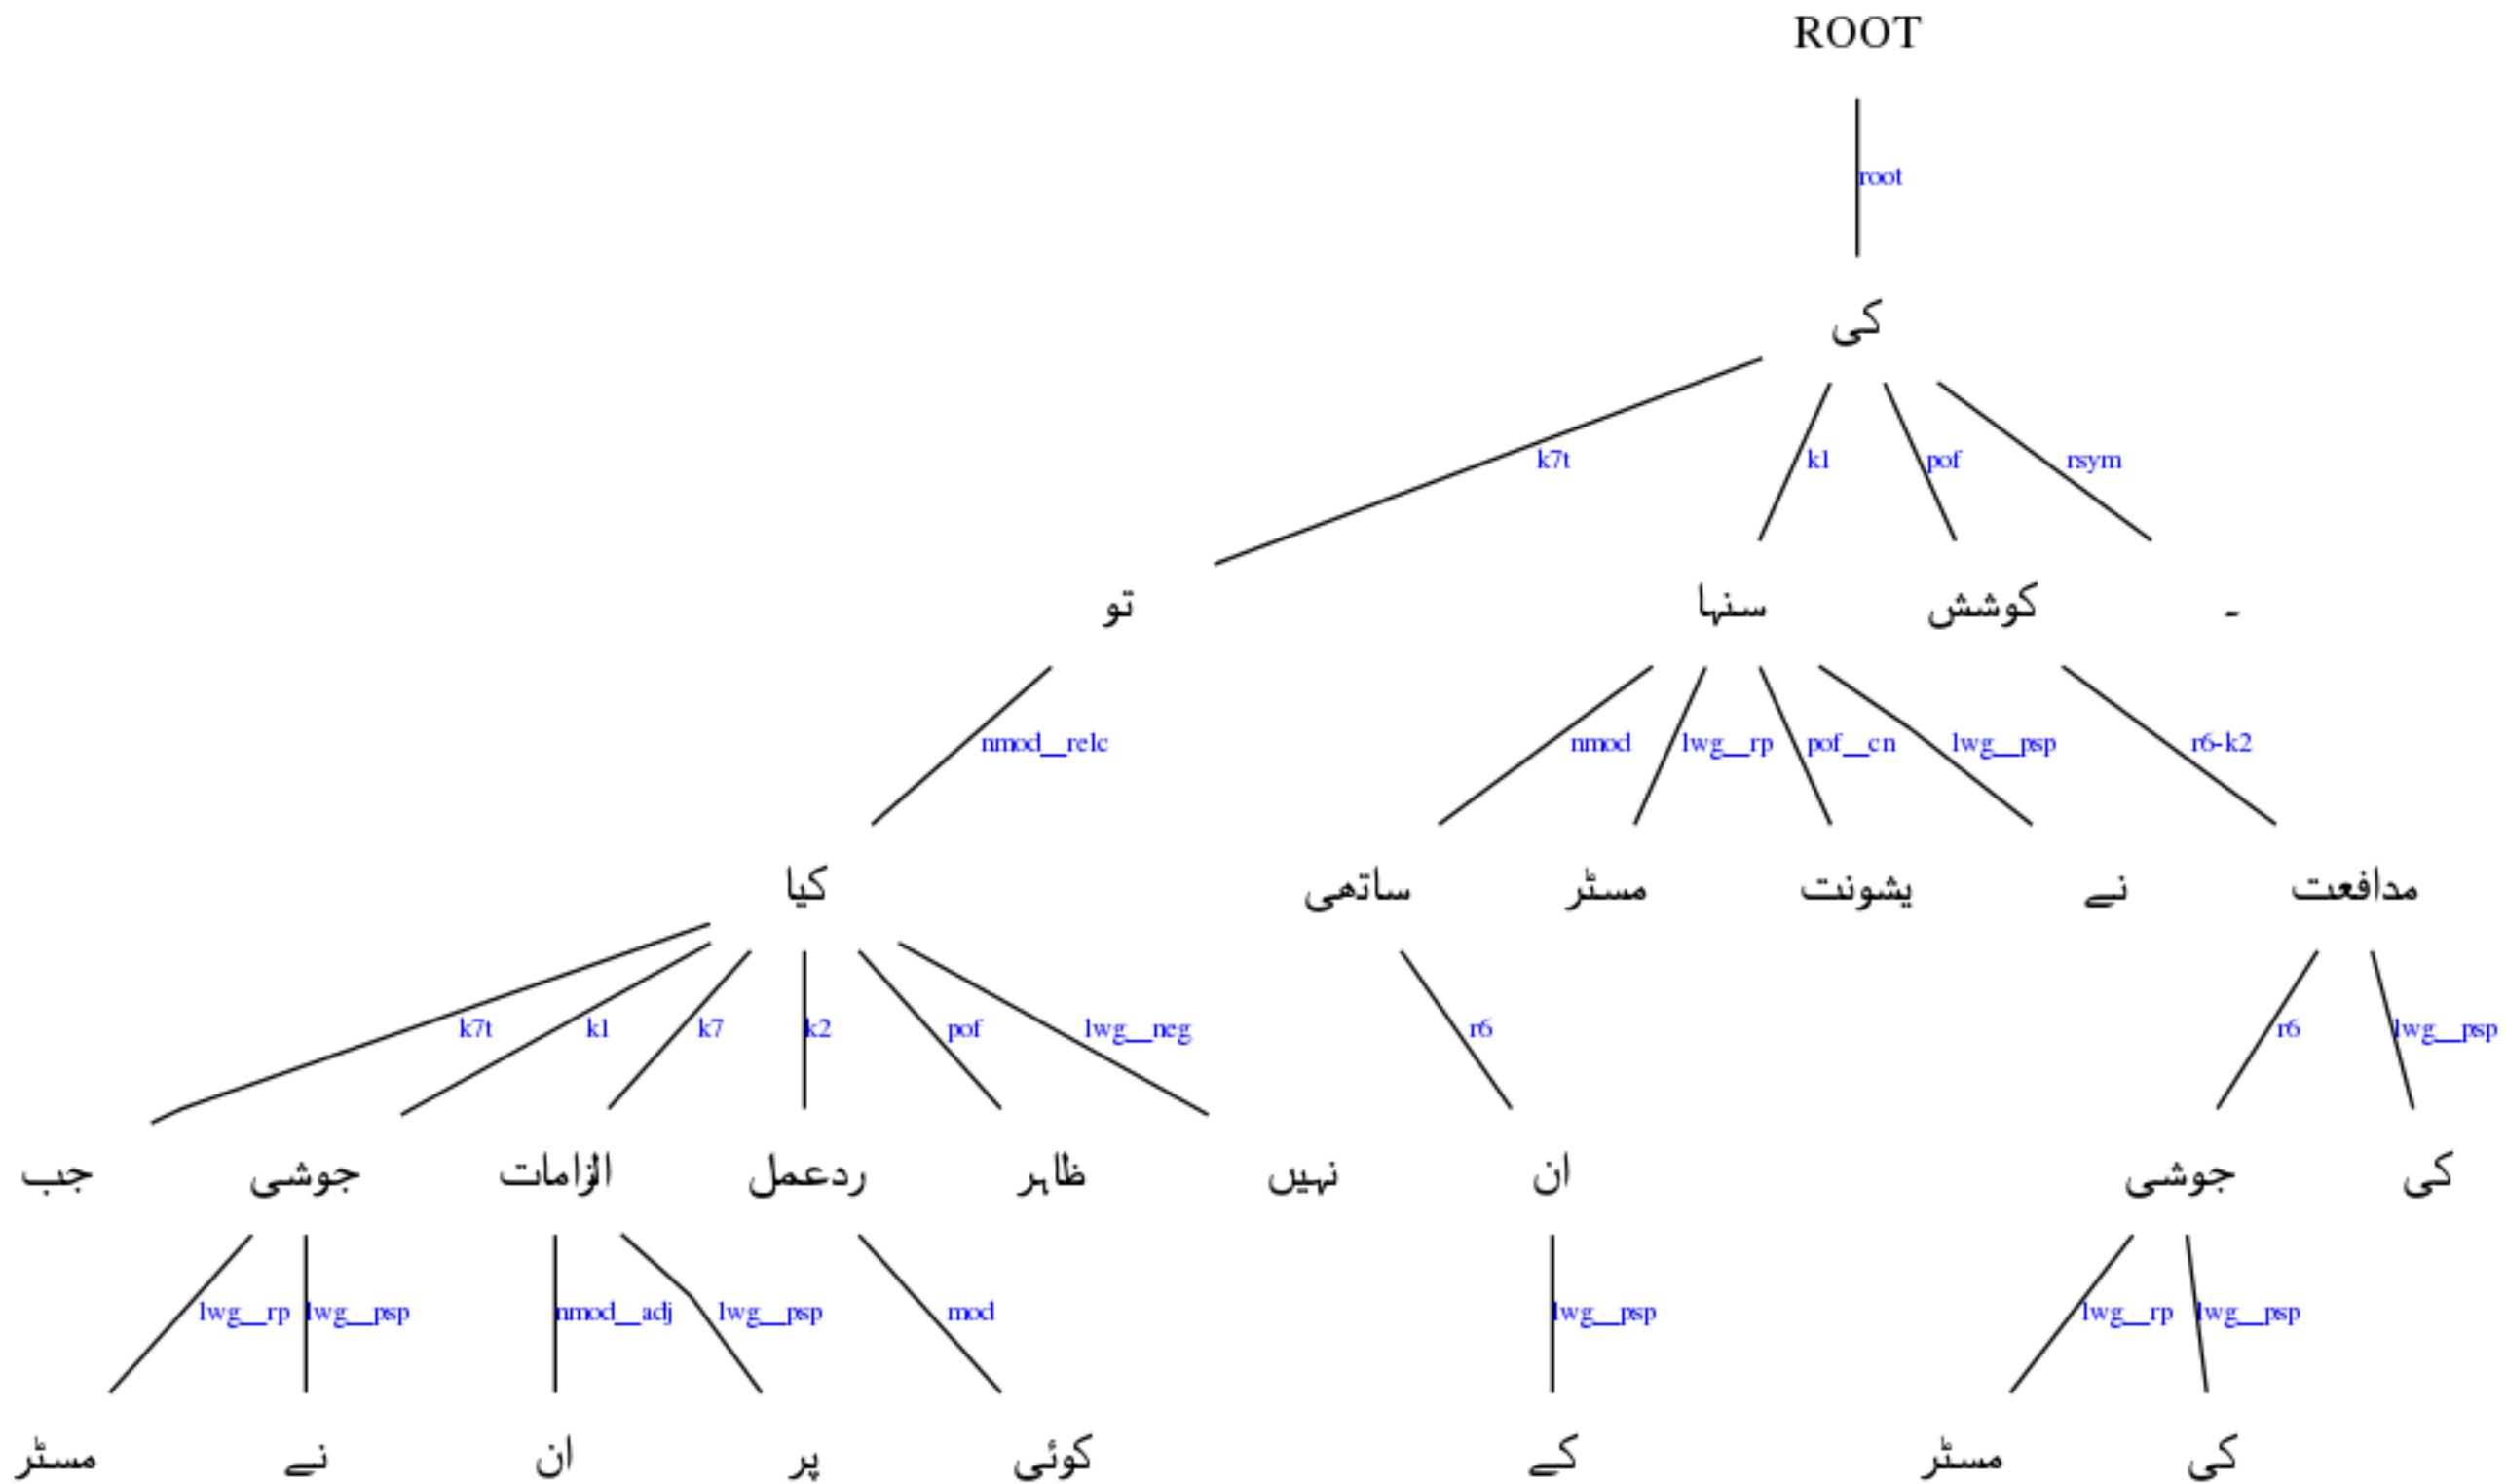 ROOT
root
کی
k7t k1 pof rsym
تو سنہا کوشش ۔
nmod__relc nmod lwg__rp pof__cn lwg__psp r6-k2
کیا ساتھی مسٹر یشونت نے مدافعت
k7t k1 k7 k2 pof lwg__neg r6 r6 lwg__psp
جب جوشی الزامات ردعمل ظاہر نہیں ان جوشی کی
lwg__rp lwg__psp nmod__adj lwg__psp mod lwg__psp lwg__rp lwg__psp
مسٹر نے ان پر کوئی کے مسٹر کی